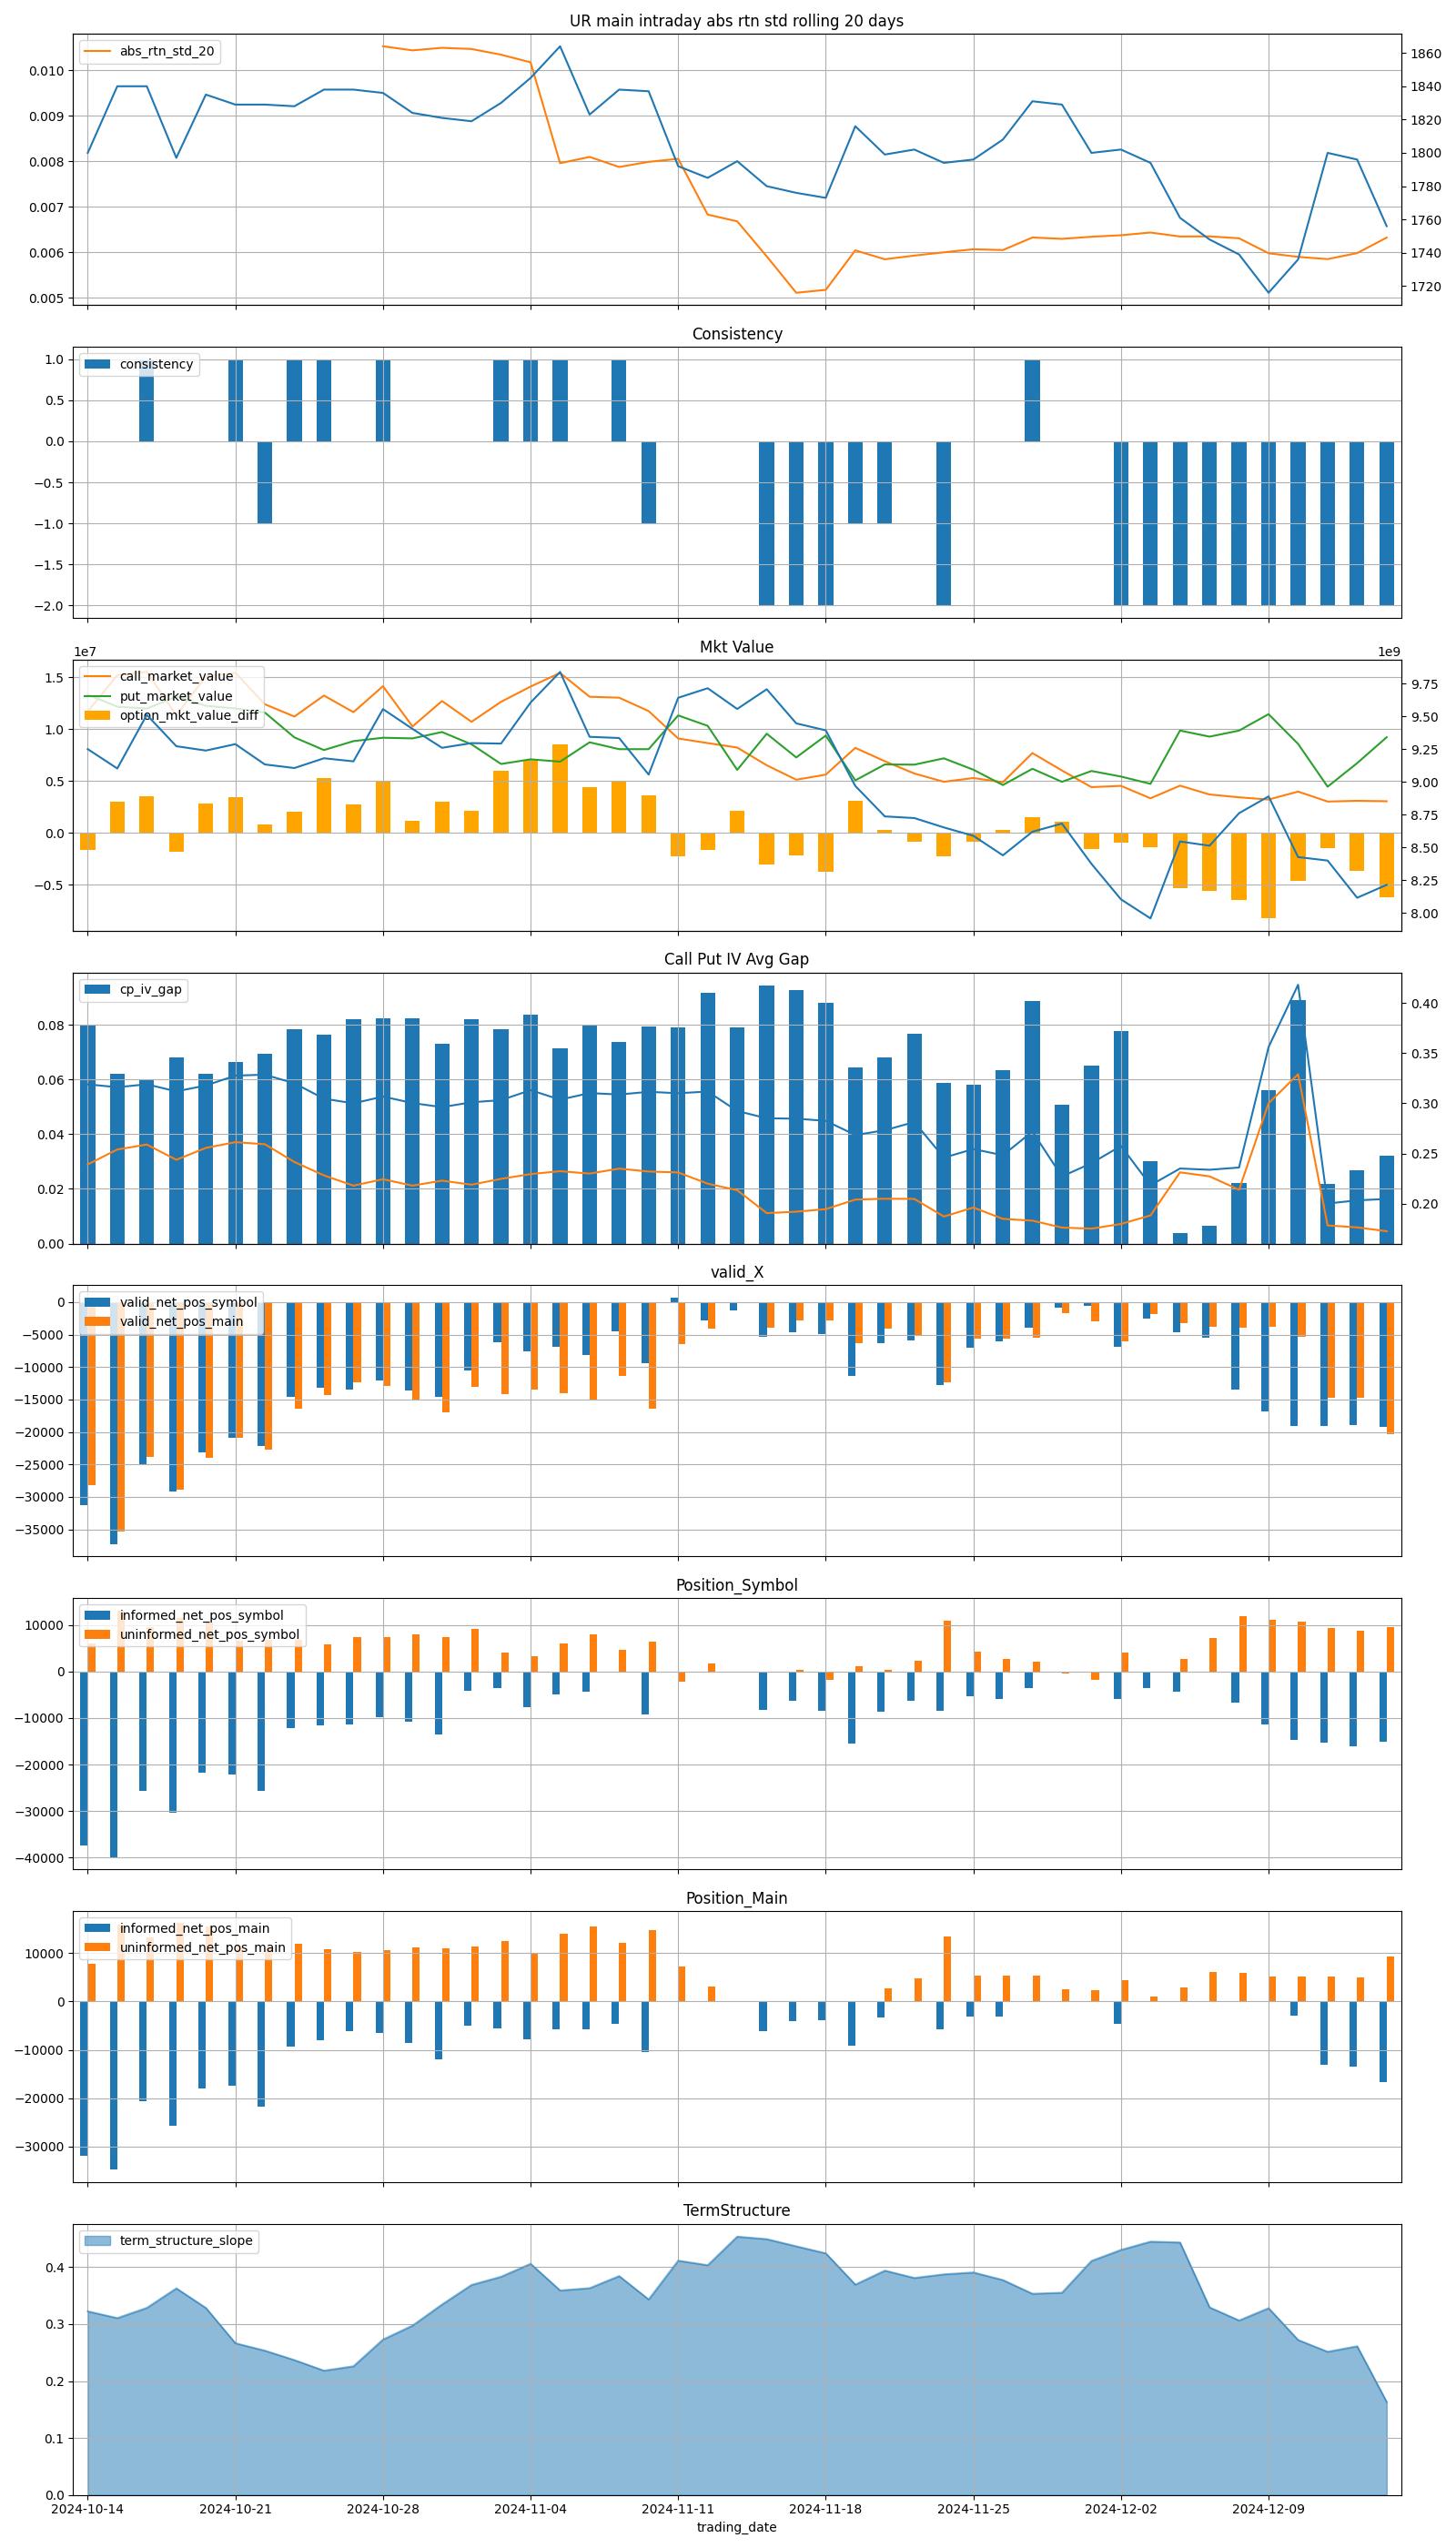 UR main intraday abs rtn std rolling 20 days
abs_rtn_std_20
0.010
0.009
0.008
0.007
0.006
0.005
1860
1840
1820
1800
1780
1760
1740
1720
Consistency
consistency
1.0
0.5
0.0
−0.5
−1.0
−1.5
−2.0
Mkt Value
1e7
1e9
call_market_value
put_market_value
option_mkt_value_diff
1.5
1.0
0.5
0.0
−0.5
9.75
9.50
9.25
9.00
8.75
8.50
8.25
8.00
Call Put IV Avg Gap
cp_iv_gap
0.08
0.06
0.04
0.02
0.00
0.40
0.35
0.30
0.25
0.20
valid_X
valid_net_pos_symbol
valid_net_pos_main
0
−5000
−10000
−15000
−20000
−25000
−30000
−35000
Position_Symbol
informed_net_pos_symbol
uninformed_net_pos_symbol
10000
0
−10000
−20000
−30000
−40000
Position_Main
informed_net_pos_main
uninformed_net_pos_main
10000
0
−10000
−20000
−30000
TermStructure
term_structure_slope
0.4
0.3
0.2
0.1
0.0
2024-10-14 2024-10-21 2024-10-28 2024-11-04 2024-11-11 2024-11-18 2024-11-25 2024-12-02 2024-12-09
trading_date